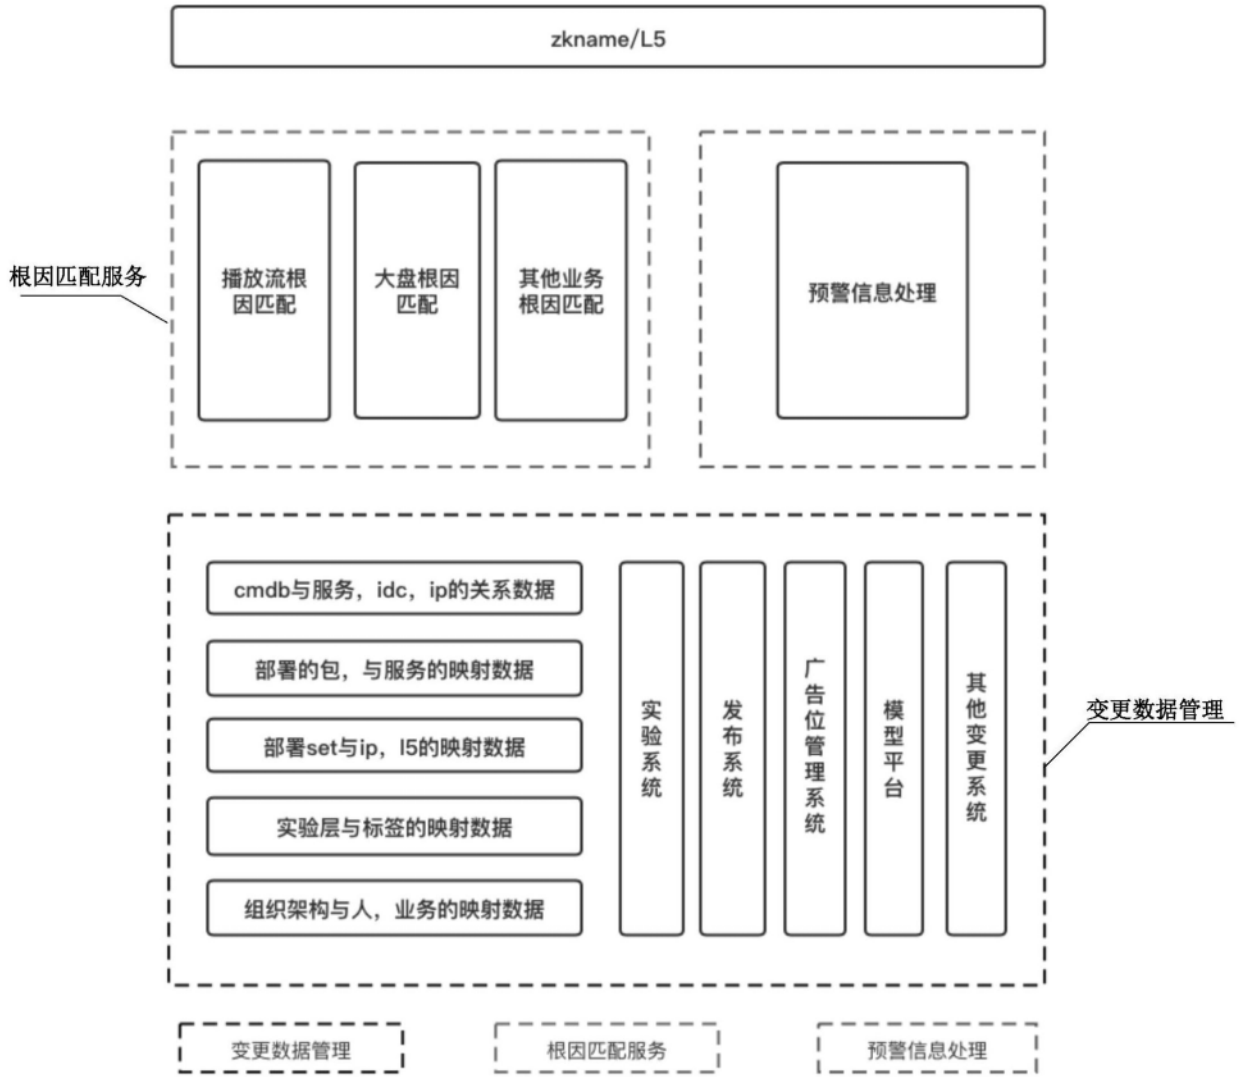 zkname/L5
根因匹配服务
播放流根
因匹配
大盘根因
匹配
其他业务
根因匹配
预警信息处理
cmdb与服务，idc，ip的关系数据
部署的包，与服务的映射数据
部署set与ip，l5的映射数据
实验层与标签的映射数据
组织架构与人，业务的映射数据
实验系统
发布系统
广告位管理系统
模型平台
其他变更系统
变更数据管理
变更数据管理
根因匹配服务
预警信息处理